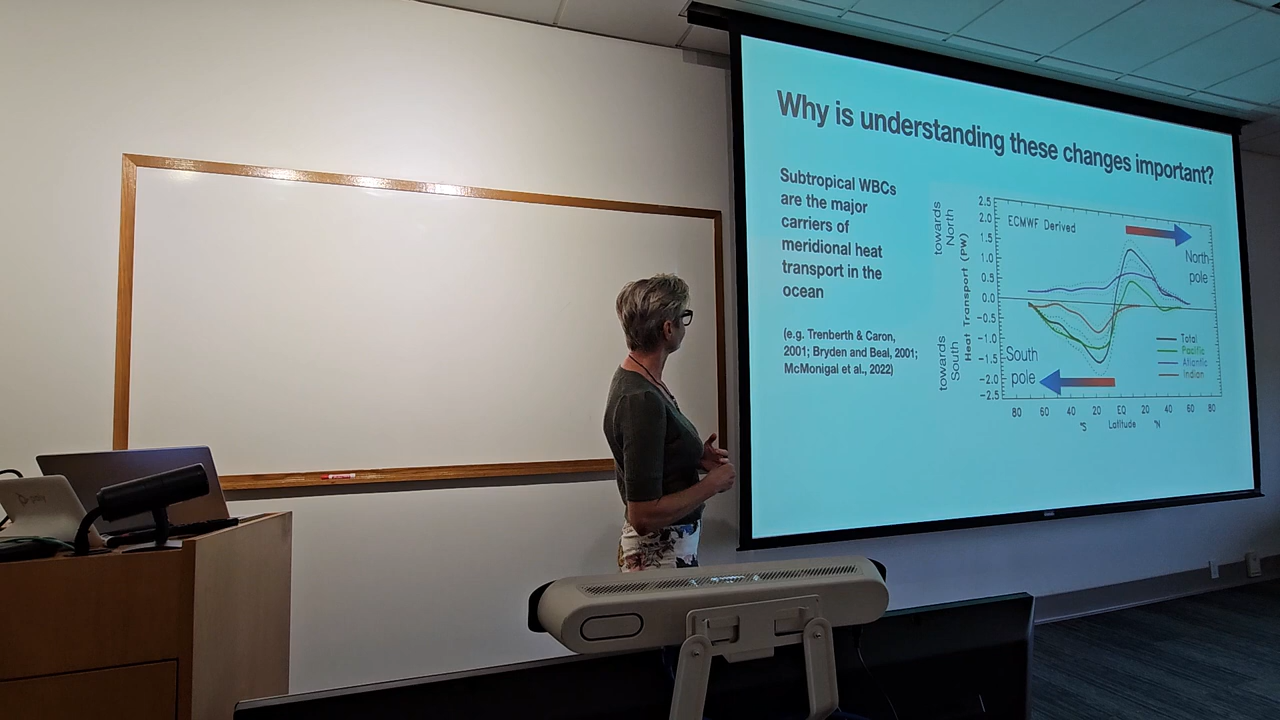 Why is understanding these changes important?
Subtropical WBCs
are the major
carriers of
meridional heat
transport in the
ocean
(e.g. Trenberth & Caron,
2001; Bryden and Beal, 2001;
McMonigal et al., 2022)
towards
North
towards
South
Heat Transport (PW)
2.5
2.0
1.5
1.0
0.5
0.0
-0.5
-1.0
-1.5
-2.0
-2.5
ECMWF Derived
North
pole
South
pole
Total
Pacific
Atlantic
Indian
80 60 40 20 EQ 20 40 60 80
°S Latitude °N
poly